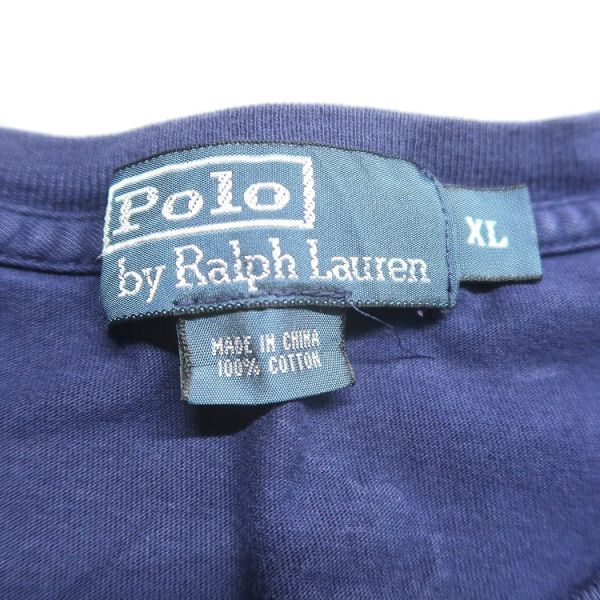 Polo
by Ralph Lauren
XL
MADE IN CHINA
100% COTTON